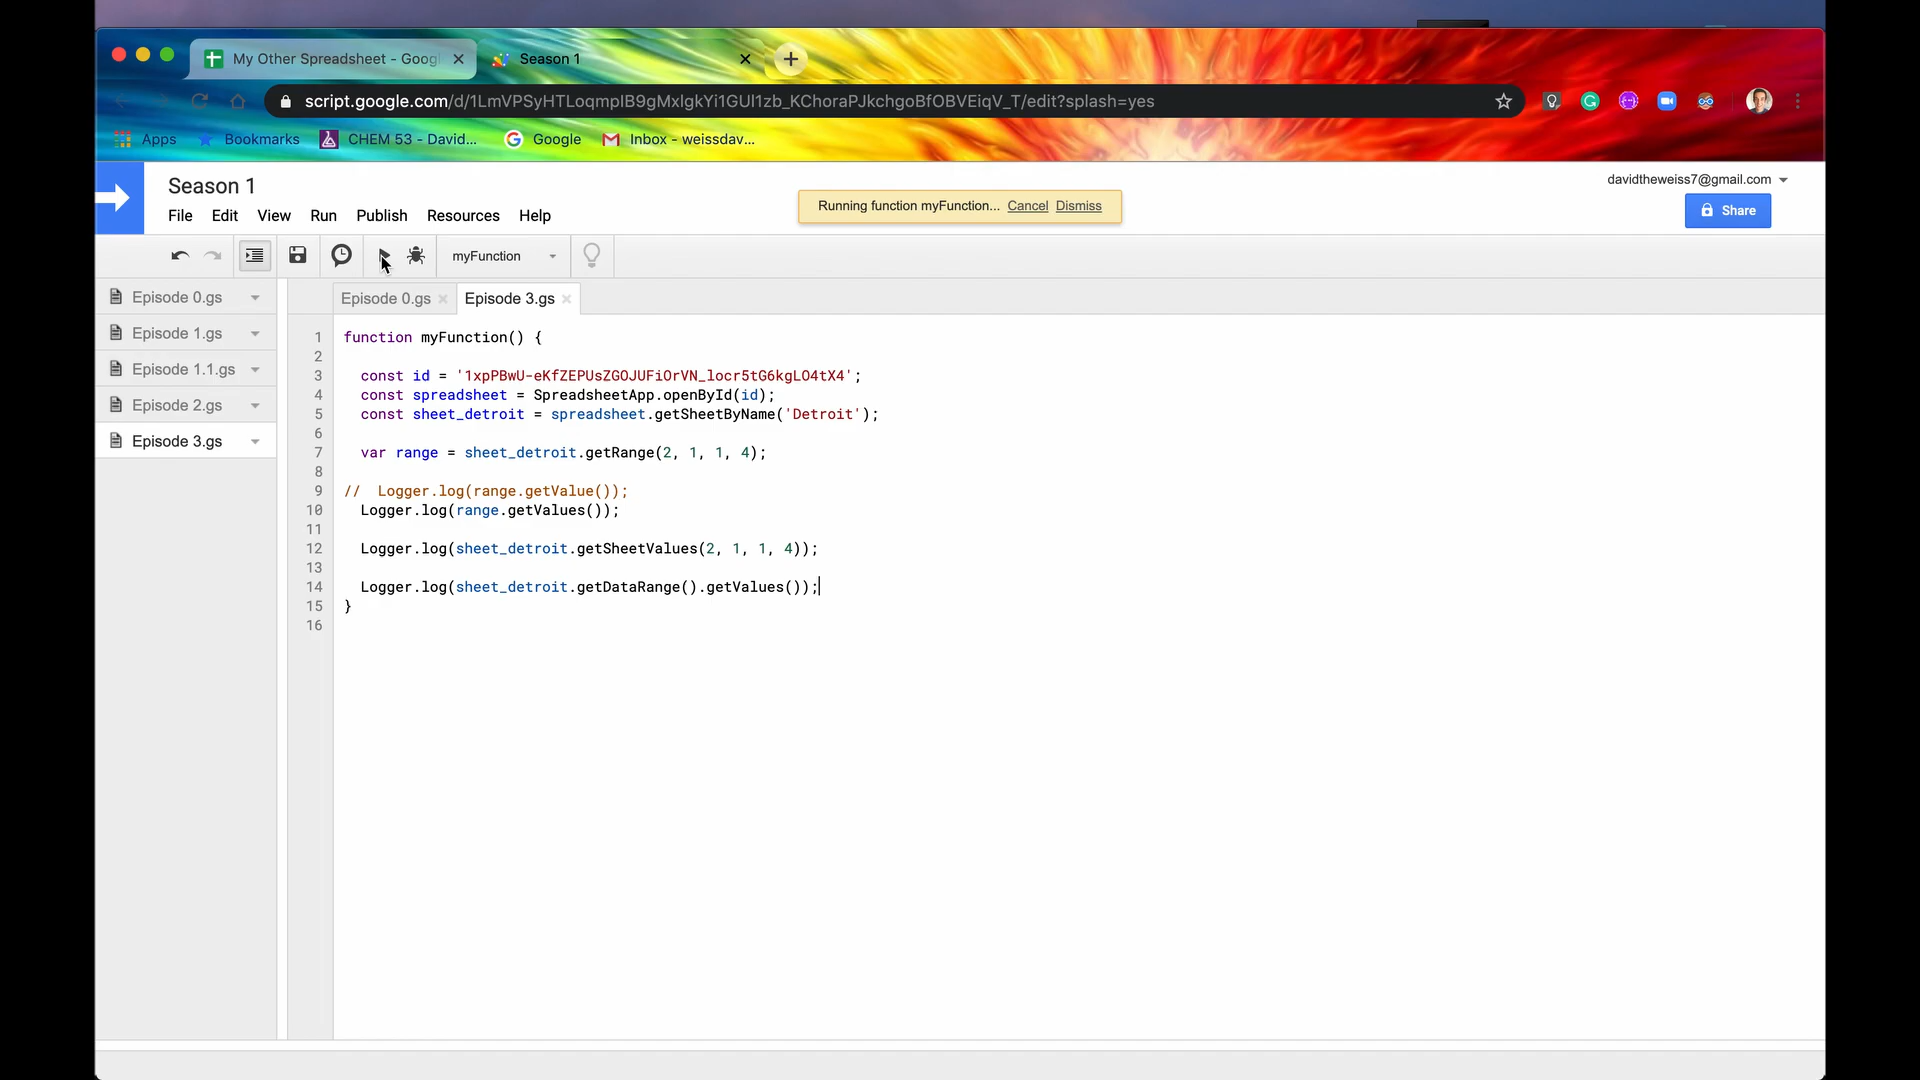 My Other Spreadsheet - Googl
Season 1
script.google.com/d/1LmVPSyHTLoqmpIB9gMxlgkYi1GUl1zb_KChoraPJkchgoBfOBVEiqV_T/edit?splash=yes
Apps
Bookmarks
CHEM 53 - David...
Google
Inbox - weissdav...
Season 1
davidtheweiss7@gmail.com
Running function myFunction... Cancel Dismiss
File Edit View Run Publish Resources Help
Share
myFunction
Episode 0.gs
Episode 1.gs
Episode 1.1.gs
Episode 2.gs
Episode 3.gs
Episode 0.gs
Episode 3.gs
1 function myFunction() {
2
3 const id = '1xpPBwU-eKfZEPUsZGOJUFiOrVN_locr5tG6kgLO4tX4';
4 const spreadsheet = SpreadsheetApp.openById(id);
5 const sheet_detroit = spreadsheet.getSheetByName('Detroit');
6
7 var range = sheet_detroit.getRange(2, 1, 1, 4);
8
9 // Logger.log(range.getValue());
10 Logger.log(range.getValues());
11
12 Logger.log(sheet_detroit.getSheetValues(2, 1, 1, 4));
13
14 Logger.log(sheet_detroit.getDataRange().getValues());
15 }
16